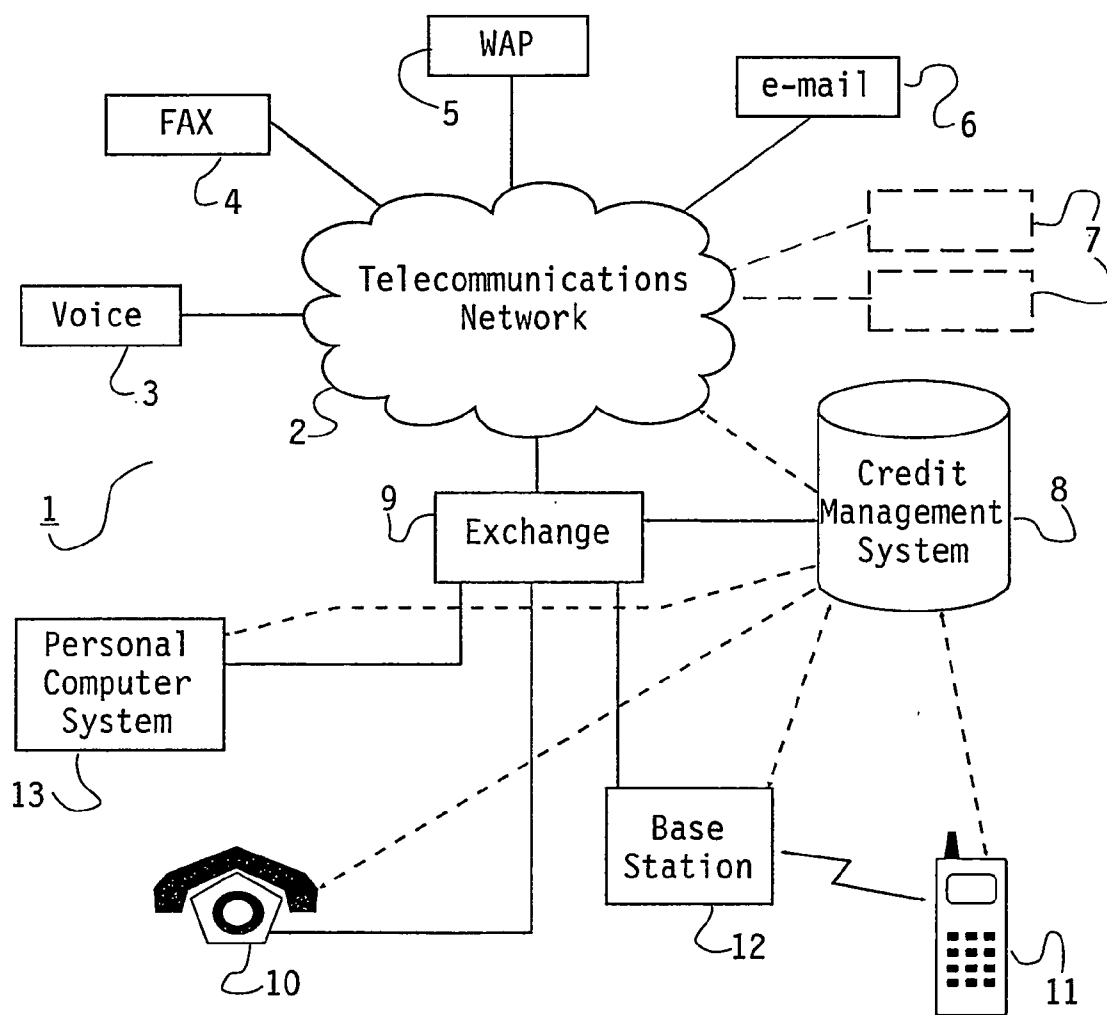 WAP
5
e-mail
6
FAX
4
7
Telecommunications
Network
Voice
3
2
1
9
Exchange
Credit
Management
System
8
Personal
Computer
System
13
Base
Station
12
10
11